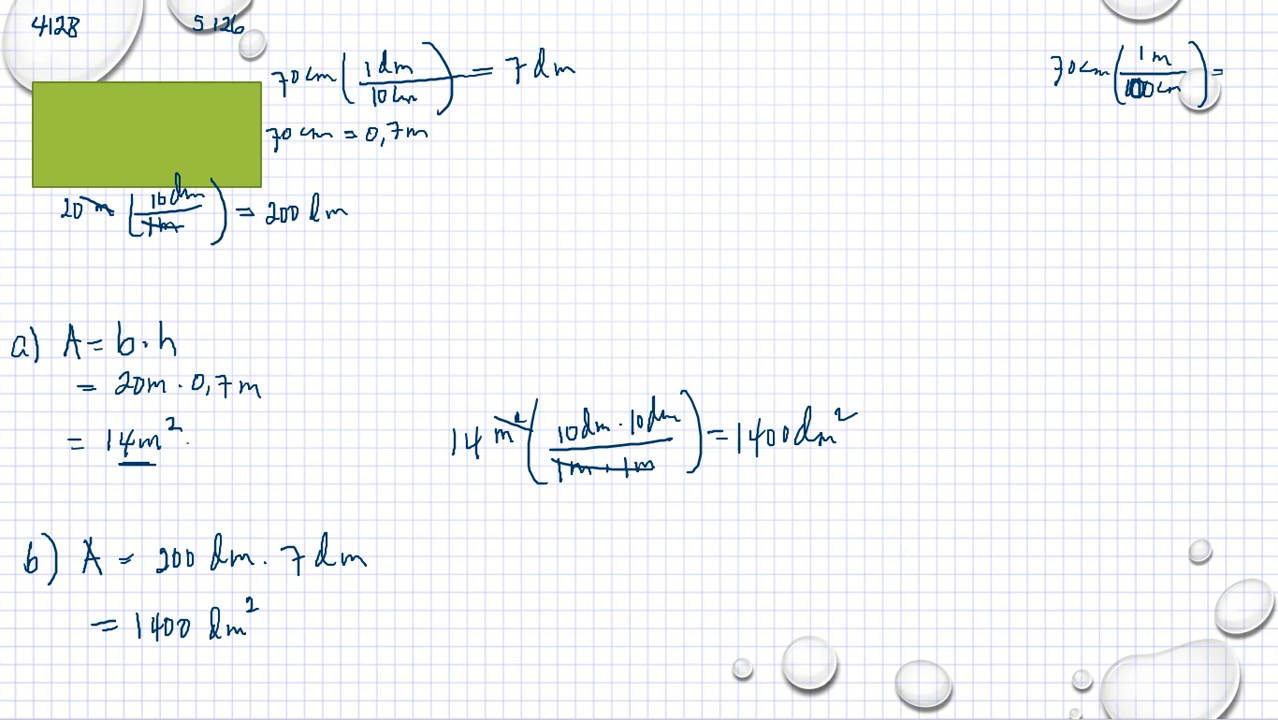 4128 5126
70cm (1dm / 10cm) = 7dm
70cm (1m / 100cm) =
70cm = 0,7m
20m (10dm / 1m) = 200dm
a) A = b·h
= 20m · 0,7m
= 14m²
14m² (10dm · 10dm / 1m · 1m) = 1400dm²
b) A = 200dm · 7dm
= 1400dm²